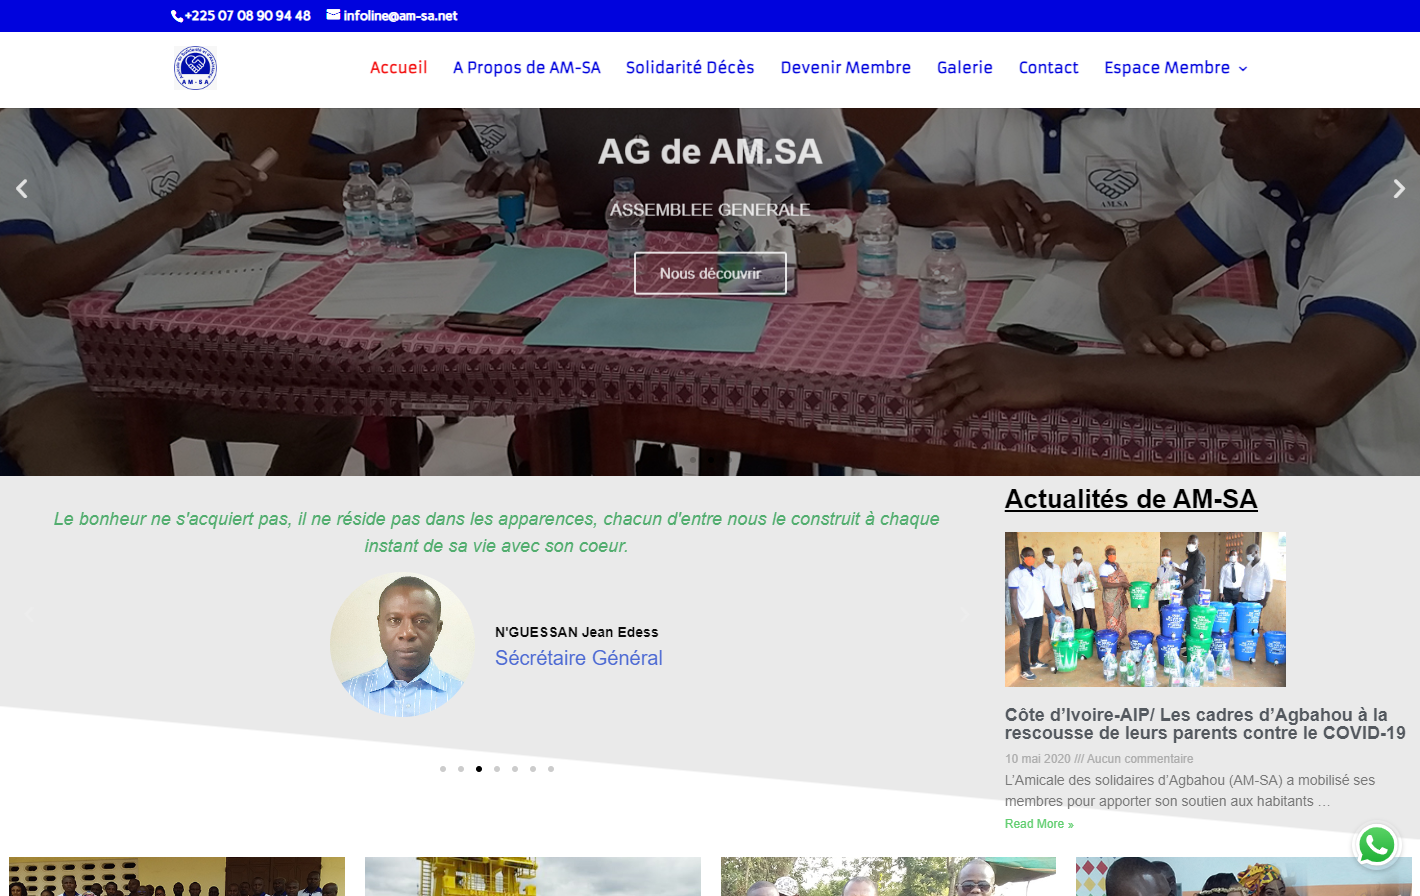 +225 07 08 90 94 48 infoline@am-sa.net
AM-SA
Accueil A Propos de AM-SA Solidarité Décès Devenir Membre Galerie Contact Espace Membre
AG de AM.SA
ASSEMBLEE GENERALE
Nous découvrir
AM.SA
Le bonheur ne s'acquiert pas, il ne réside pas dans les apparences, chacun d'entre nous le construit à chaque
instant de sa vie avec son coeur.
N'GUESSAN Jean Edess
Sécrétaire Général
Actualités de AM-SA
Côte d’Ivoire-AIP/ Les cadres d’Agbahou à la
rescousse de leurs parents contre le COVID-19
10 mai 2020 /// Aucun commentaire
L’Amicale des solidaires d’Agbahou (AM-SA) a mobilisé ses
membres pour apporter son soutien aux habitants …
Read More »